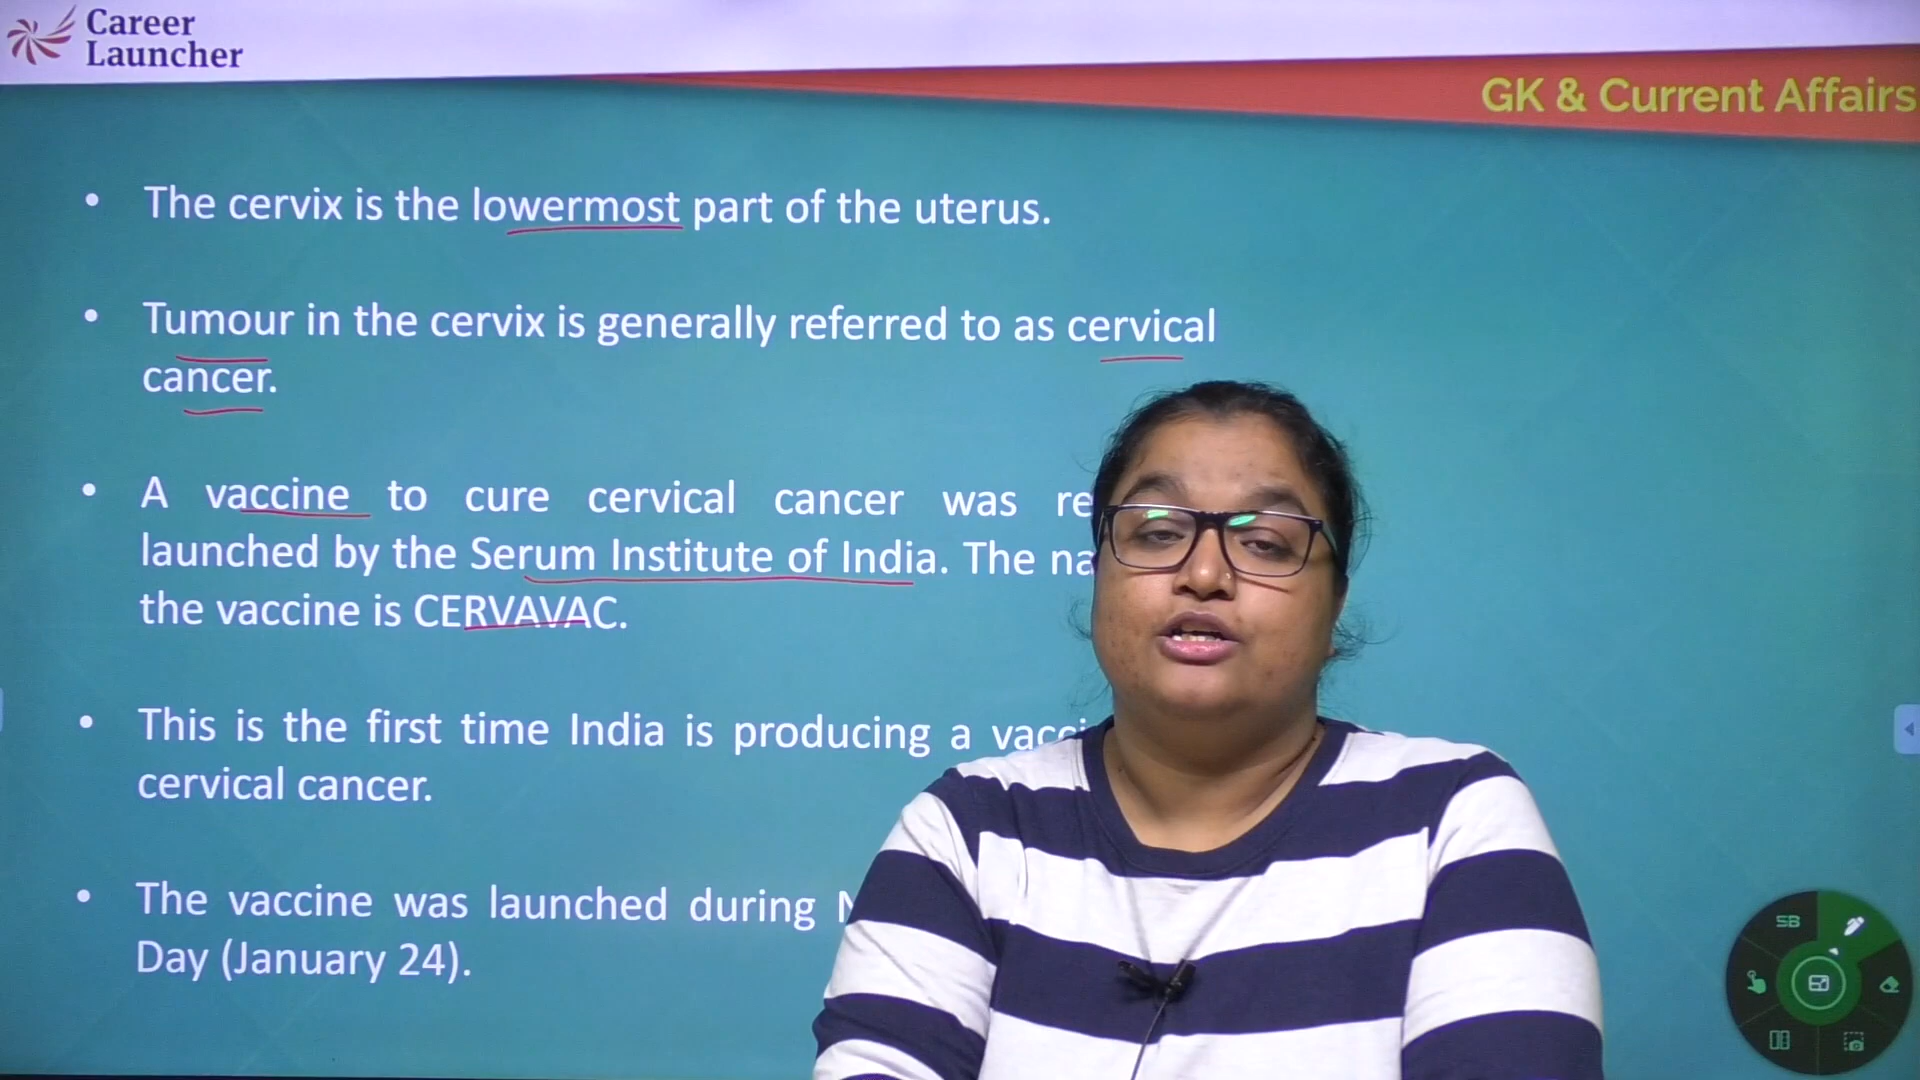 Career
Launcher
GK & Current Affairs
• The cervix is the lowermost part of the uterus.
• Tumour in the cervix is generally referred to as cervical
cancer.
• A vaccine to cure cervical cancer was
launched by the Serum Institute of India. The
the vaccine is CERVAVAC.
• This is the first time India is producing a
cervical cancer.
• The vaccine was launched during
Day (January 24).
SB